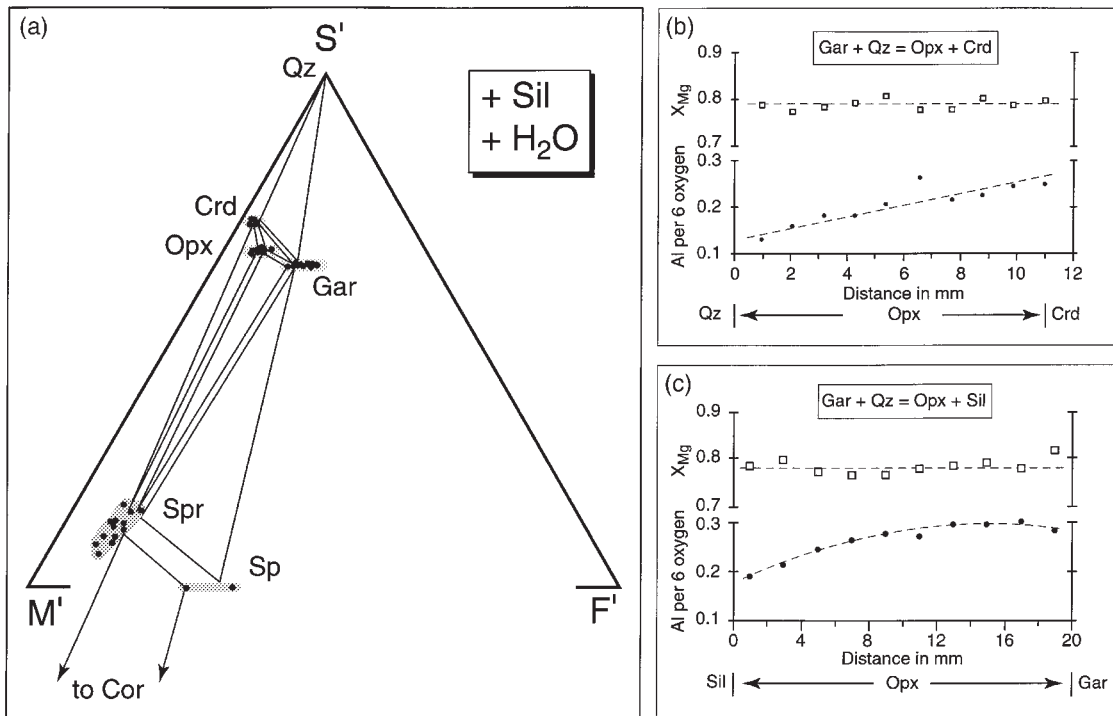 (a)
S'
Qz
+ Sil
+ H₂O
Crd
Opx
Gar
Spr
Sp
M'
F'
to Cor
(b)
Gar + Qz = Opx + Crd
0.9
0.8
0.7
X_Mg
0.3
0.2
0.1
Al per 6 oxygen
0 2 4 6 8 10 12
Distance in mm
Qz Opx Crd
(c)
Gar + Qz = Opx + Sil
0.9
0.8
0.7
X_Mg
0.3
0.2
0.1
Al per 6 oxygen
0 4 8 12 16 20
Distance in mm
Sil Opx Gar